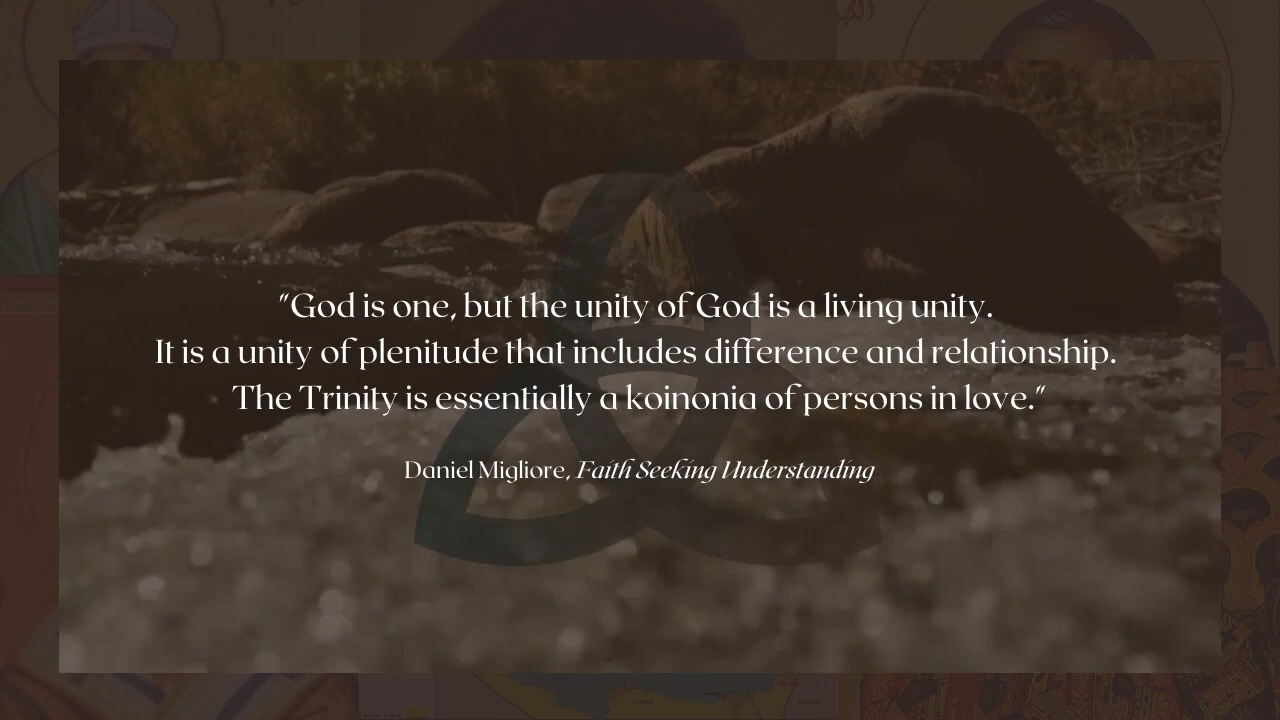 "God is one, but the unity of God is a living unity.
It is a unity of plenitude that includes difference and relationship.
The Trinity is essentially a koinonia of persons in love."
Daniel Migliore, Faith Seeking Understanding